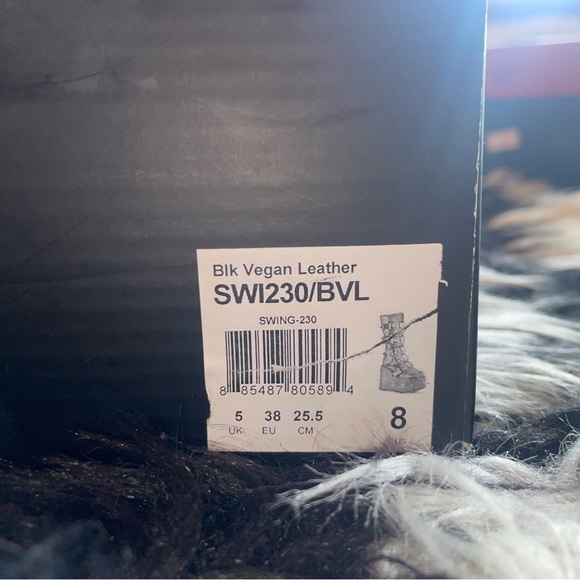 Blk Vegan Leather
SWI230/BVL
SWING-230
8 85487 80589 4
5 38 25.5 8
UK EU CM US